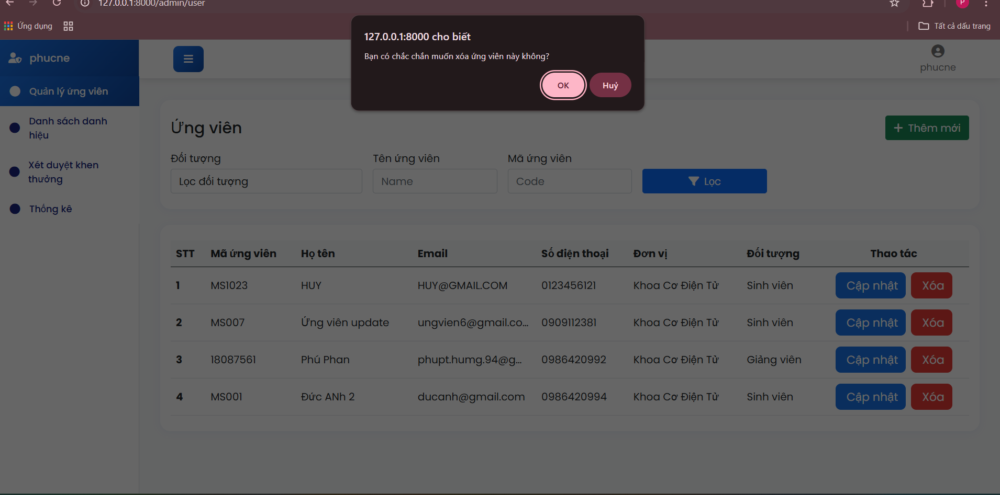 127.0.0.1:8000/admin/user
P
Ứng dụng
Tất cả dấu trang
127.0.0.1:8000 cho biết
Bạn có chắc chắn muốn xóa ứng viên này không?
OK Huỷ
phucne
phucne
Quản lý ứng viên
Danh sách danh
hiệu
Xét duyệt khen
thưởng
Thống kê
Ứng viên
Thêm mới
Đối tượng Tên ứng viên Mã ứng viên
Lọc đối tượng Name Code Lọc
STT Mã ứng viên Họ tên Email Số điện thoại Đơn vị Đối tượng Thao tác
1 MS1023 HUY HUY@GMAIL.COM 0123456121 Khoa Cơ Điện Tử Sinh viên Cập nhật Xóa
2 MS007 Ứng viên update ungvien6@gmail.co... 0909112381 Khoa Cơ Điện Tử Sinh viên Cập nhật Xóa
3 18087561 Phú Phan phupt.humg.94@g... 0986420992 Khoa Cơ Điện Tử Giảng viên Cập nhật Xóa
4 MS001 Đức ANh 2 ducanh@gmail.com 0986420994 Khoa Cơ Điện Tử Sinh viên Cập nhật Xóa